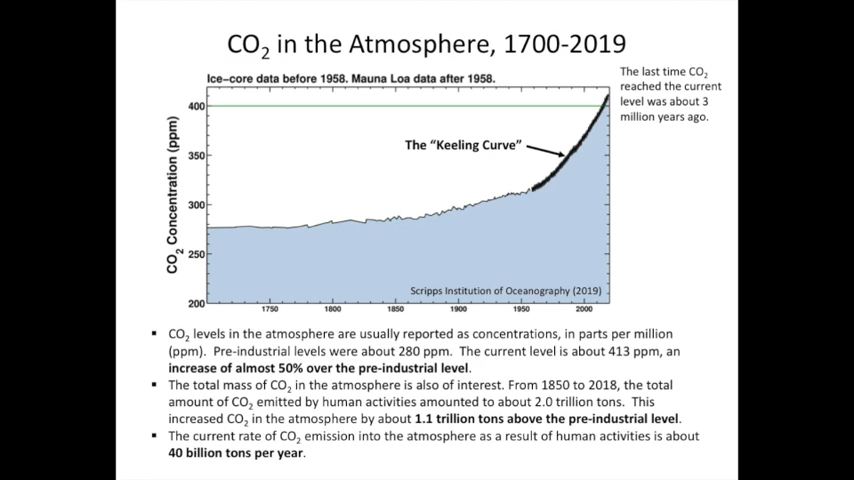 CO2 in the Atmosphere, 1700-2019
Ice-core data before 1958. Mauna Loa data after 1958.
The last time CO2
reached the current
level was about 3
million years ago.
CO2 Concentration (ppm)
400
350
300
250
200
The "Keeling Curve"
Scripps Institution of Oceanography (2019)
1750 1800 1850 1900 1950 2000
▪ CO2 levels in the atmosphere are usually reported as concentrations, in parts per million
(ppm). Pre-industrial levels were about 280 ppm. The current level is about 413 ppm, an
increase of almost 50% over the pre-industrial level.
▪ The total mass of CO2 in the atmosphere is also of interest. From 1850 to 2018, the total
amount of CO2 emitted by human activities amounted to about 2.0 trillion tons. This
increased CO2 in the atmosphere by about 1.1 trillion tons above the pre-industrial level.
▪ The current rate of CO2 emission into the atmosphere as a result of human activities is about
40 billion tons per year.